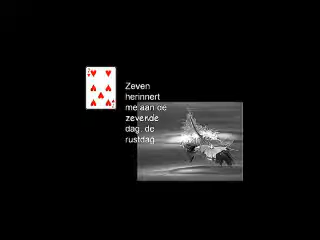 Zeven
herinnert
me aan de
zevende
dag, de
rustdag